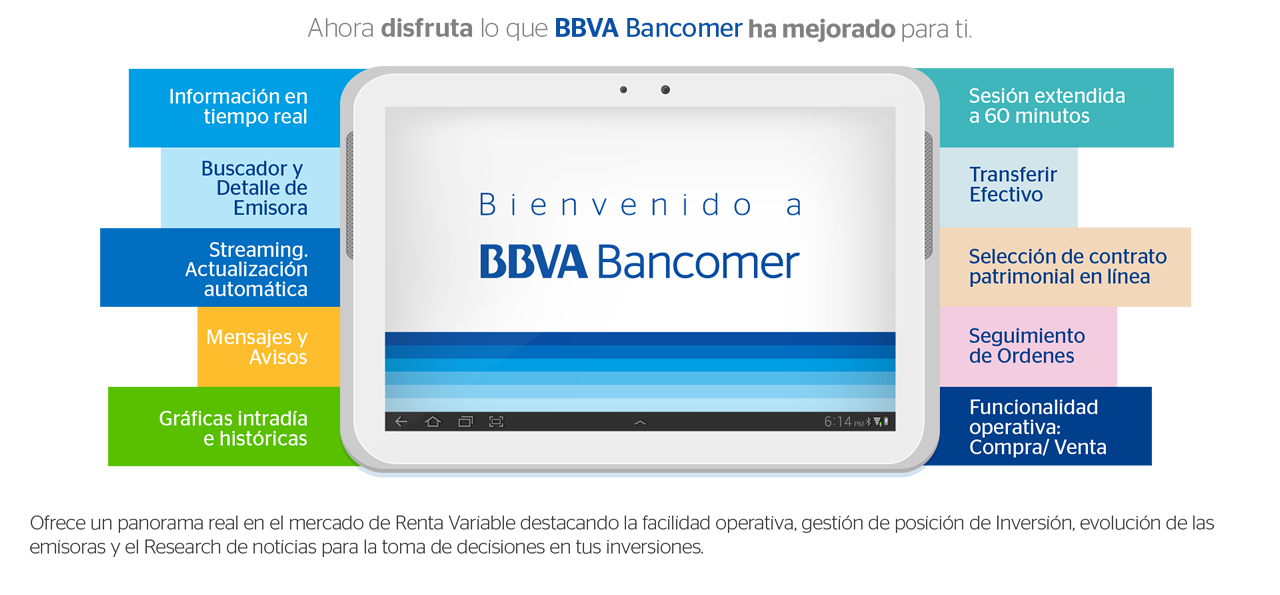 Ahora disfruta lo que BBVA Bancomer ha mejorado para ti.
Información en
tiempo real
Buscador y
Detalle de
Emisora
Streaming.
Actualización
automática
Mensajes y
Avisos
Gráficas intradía
e históricas
Bienvenido a
BBVA Bancomer
6:14 PM
Sesión extendida
a 60 minutos
Transferir
Efectivo
Selección de contrato
patrimonial en línea
Seguimiento
de Ordenes
Funcionalidad
operativa:
Compra/ Venta
Ofrece un panorama real en el mercado de Renta Variable destacando la facilidad operativa, gestión de posición de Inversión, evolución de las
emisoras y el Research de noticias para la toma de decisiones en tus inversiones.